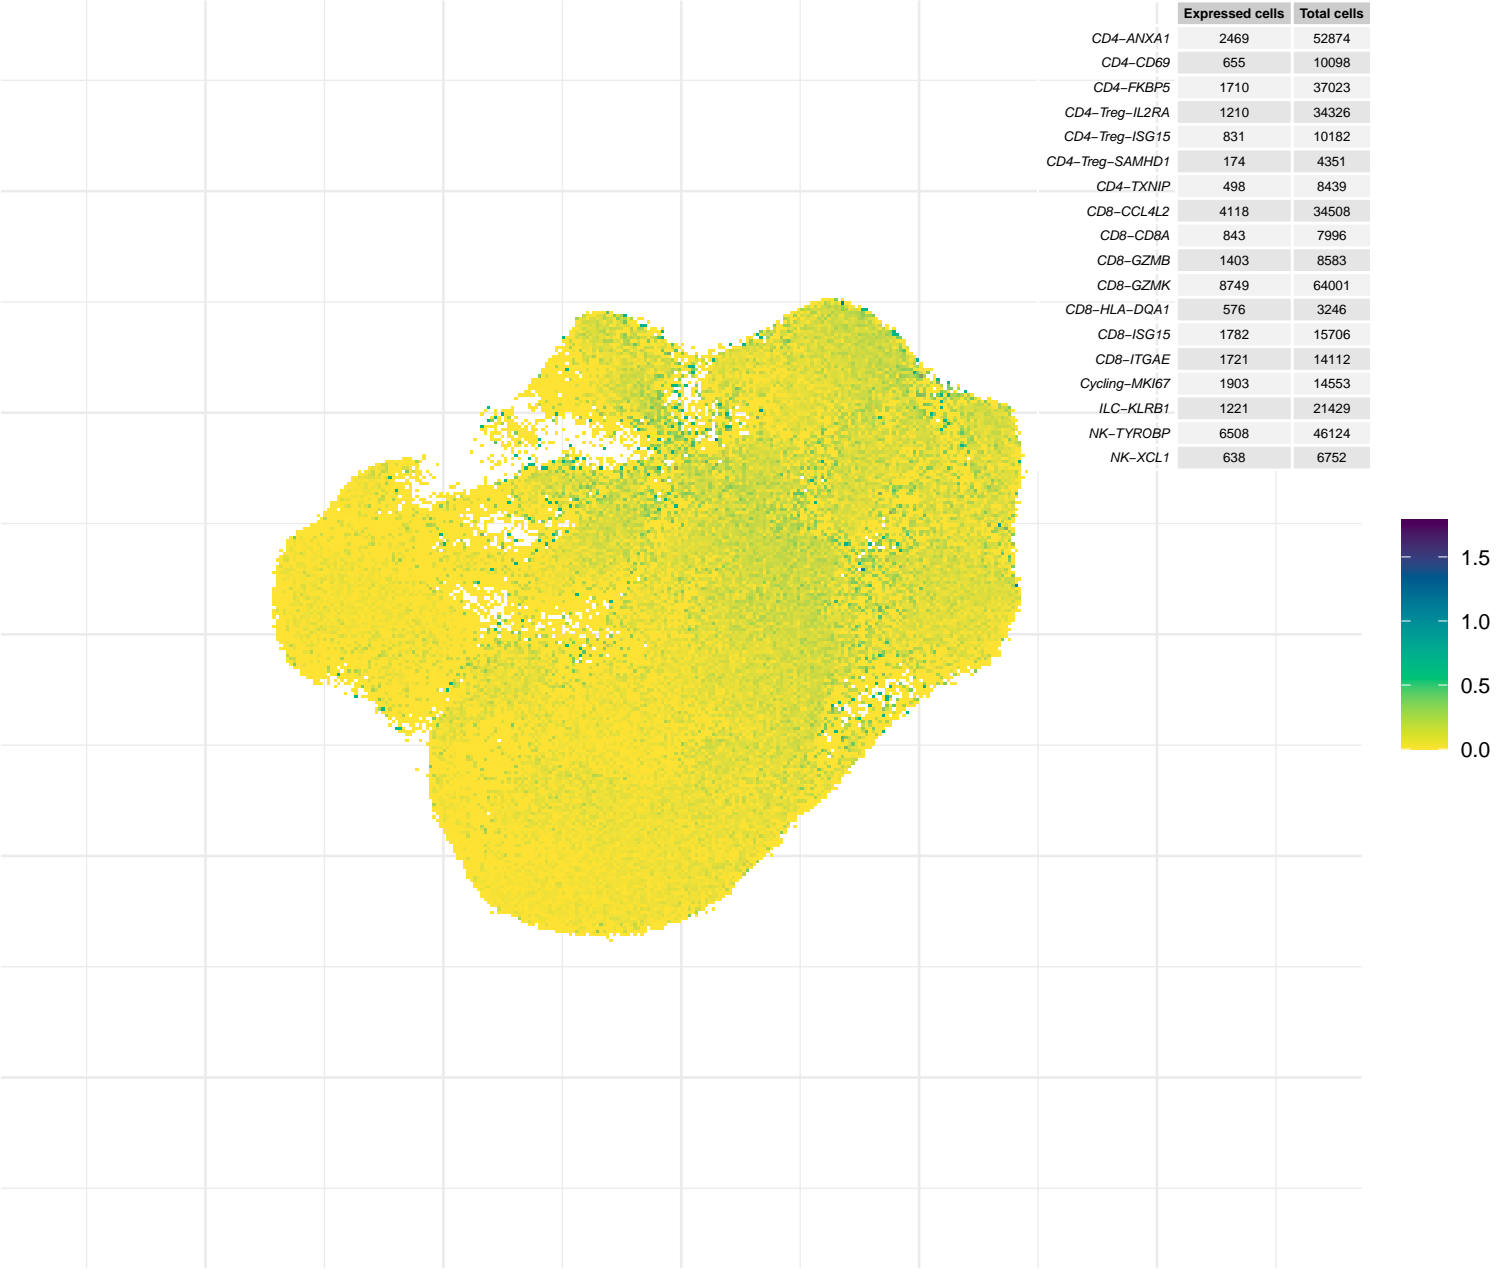 Expressed cells Total cells
CD4−ANXA1 2469 52874
CD4−CD69 655 10098
CD4−FKBP5 1710 37023
CD4−Treg−IL2RA 1210 34326
CD4−Treg−ISG15 831 10182
CD4−Treg−SAMHD1 174 4351
CD4−TXNIP 498 8439
CD8−CCL4L2 4118 34508
CD8−CD8A 843 7996
CD8−GZMB 1403 8583
CD8−GZMK 8749 64001
CD8−HLA−DQA1 576 3246
CD8−ISG15 1782 15706
CD8−ITGAE 1721 14112
Cycling−MKI67 1903 14553
ILC−KLRB1 1221 21429
NK−TYROBP 6508 46124
NK−XCL1 638 6752
1.5
1.0
0.5
0.0